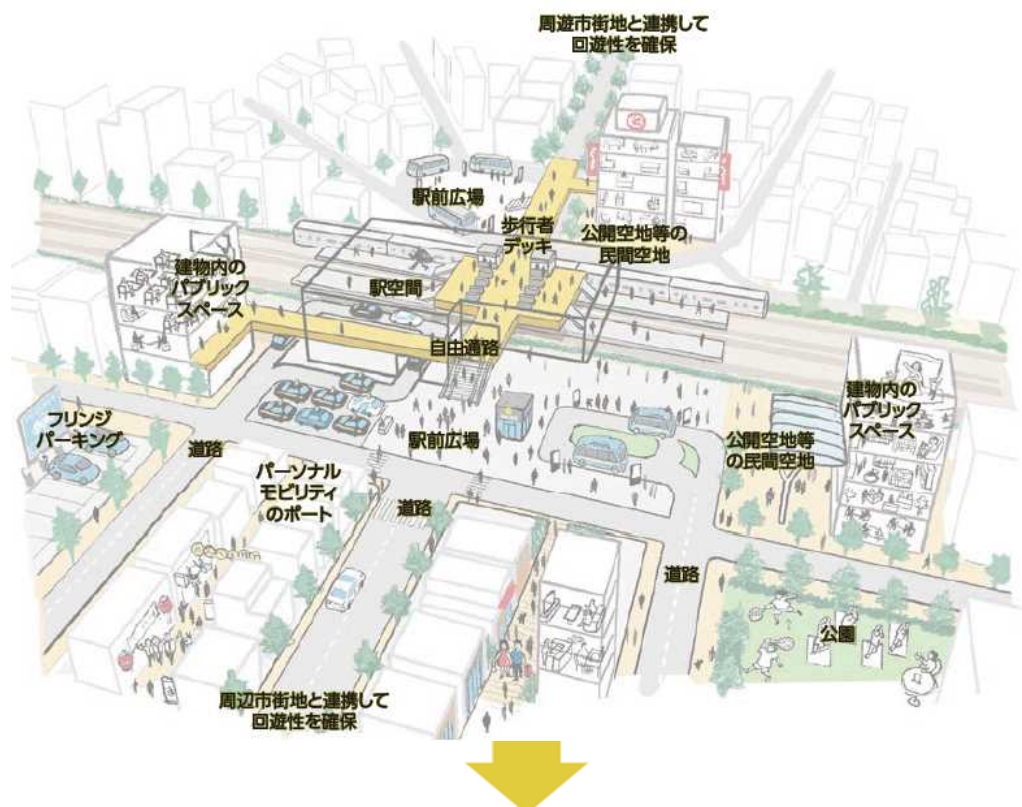 周遊市街地と連携して
回遊性を確保
駅前広場
歩行者
デッキ
公開空地等の
民間空地
建物内の
パブリック
スペース
駅空間
自由通路
建物内の
パブリック
スペース
フリンジ
パーキング
道路
駅前広場
公開空地等
の民間空地
パーソナル
モビリティ
のポート
道路
道路
公園
周辺市街地と連携して
回遊性を確保